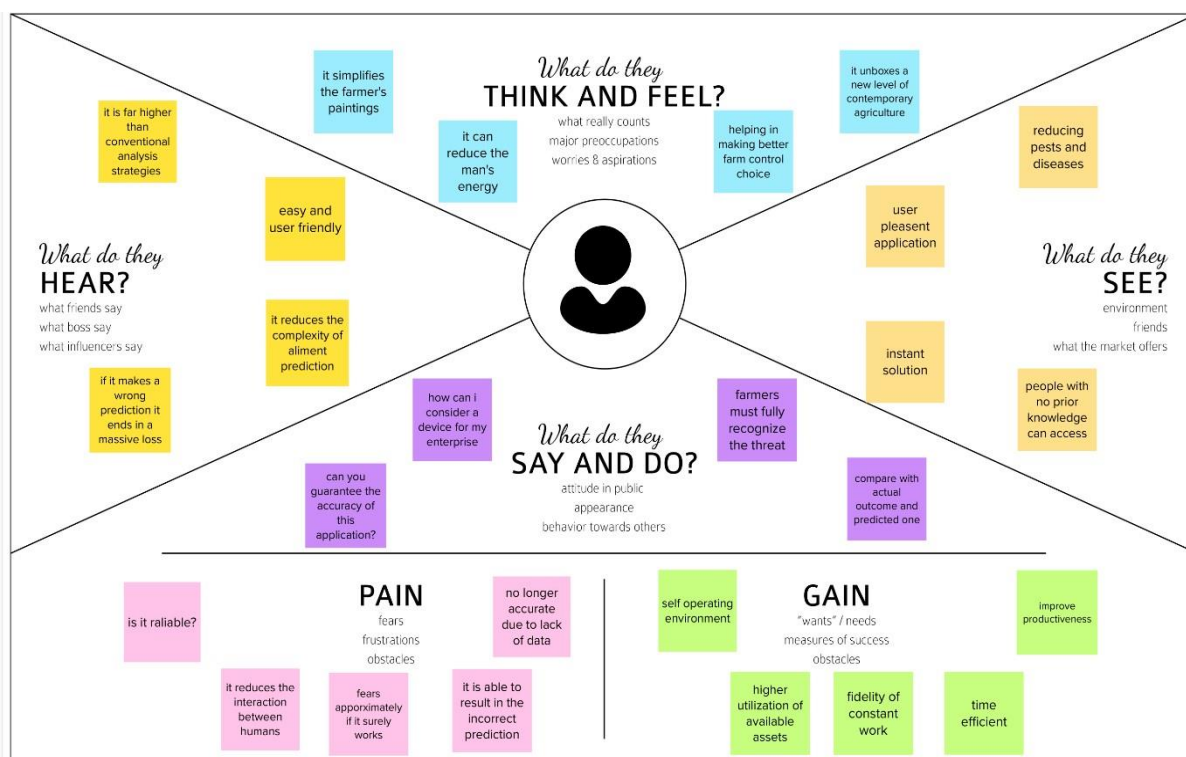 What do they
THINK AND FEEL?
what really counts
major preoccupations
worries & aspirations
it simplifies
the farmer's
paintings
it can
reduce the
man's
energy
helping in
making better
farm control
choice
it unboxes a
new level of
contemporary
agriculture
What do they
HEAR?
what friends say
what boss say
what influencers say
it is far higher
than
conventional
analysis
strategies
easy and
user friendly
it reduces the
complexity of
aliment
prediction
if it makes a
wrong
prediction it
ends in a
massive loss
What do they
SEE?
environment
friends
what the market offers
reducing
pests and
diseases
user
pleasent
application
instant
solution
people with
no prior
knowledge
can access
What do they
SAY AND DO?
attitude in public
appearance
behavior towards others
how can i
consider a
device for my
enterprise
can you
guarantee the
accuracy of
this
application?
farmers
must fully
recognize
the threat
compare with
actual
outcome and
predicted one
PAIN
fears
frustrations
obstacles
is it raliable?
it reduces the
interaction
between
humans
fears
apporximately
if it surely
works
no longer
accurate
due to lack
of data
it is able to
result in the
incorrect
prediction
GAIN
"wants" / needs
measures of success
obstacles
self operating
environment
higher
utilization of
available
assets
fidelity of
constant
work
time
efficient
improve
productiveness